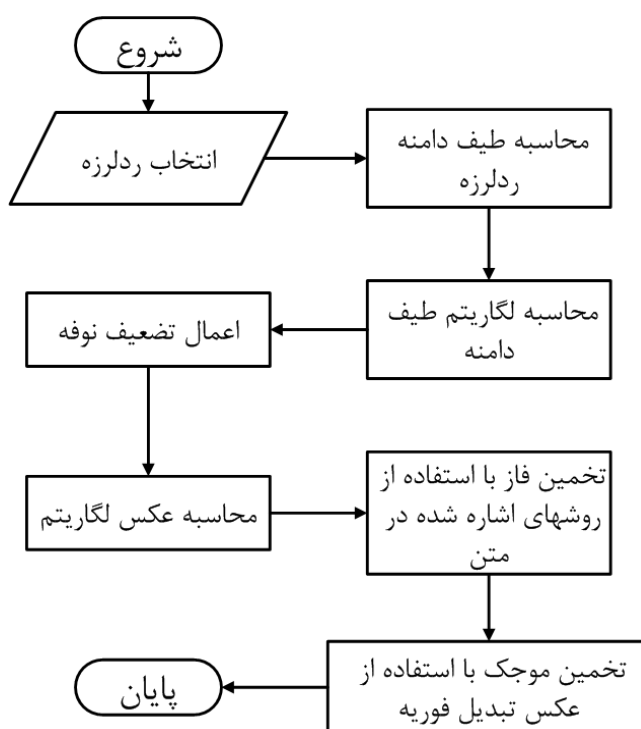 شروع
انتخاب ردلرزه
محاسبه طیف دامنه
ردلرزه
محاسبه لگاریتم طیف
دامنه
اعمال تضعیف نوفه
محاسبه عکس لگاریتم
تخمین فاز با استفاده از
روشهای اشاره شده در
متن
تخمین موجک با استفاده از
عکس تبدیل فوریه
پایان